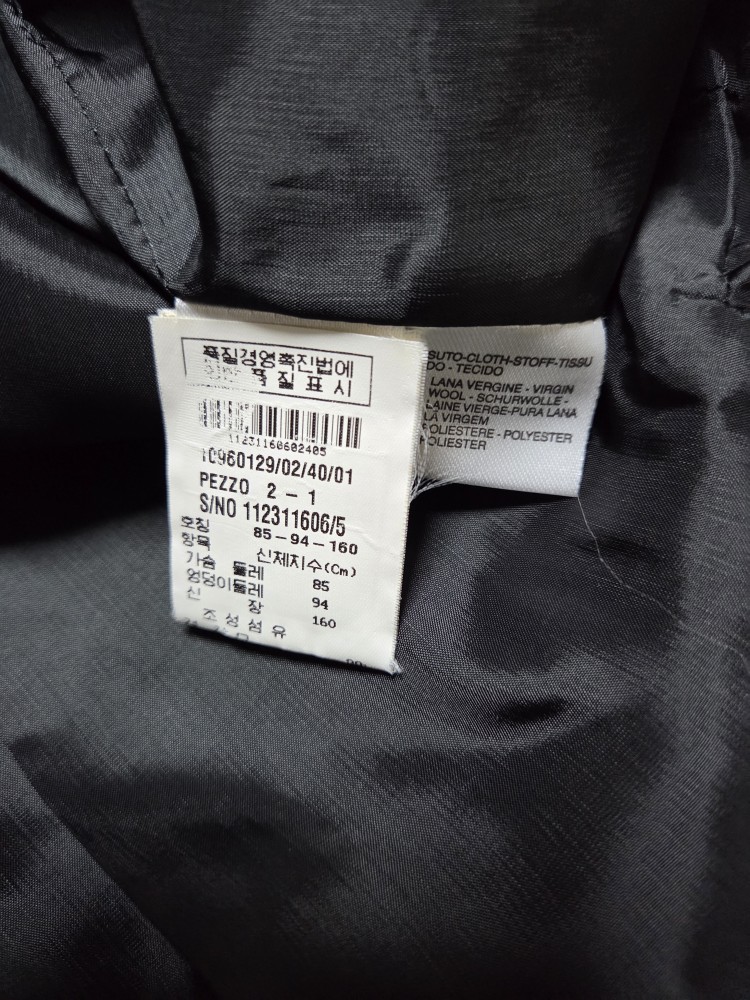 품질경영촉진법에
품질표시
11231160602405
10960129/02/40/01
PEZZO 2-1
S/NO 112311606/5
호칭 85-94-160
항목 신체지수(Cm)
가슴둘레 85
엉덩이둘레 94
신장 160
조성섬유
SUTO-CLOTH-STOFF-TISSU
DO-TECIDO
LANA VERGINE - VIRGIN
WOOL - SCHURWOLLE -
LAINE VIERGE-PURA LANA
LA VIRGEM
POLIESTERE - POLYESTER
POLIESTER